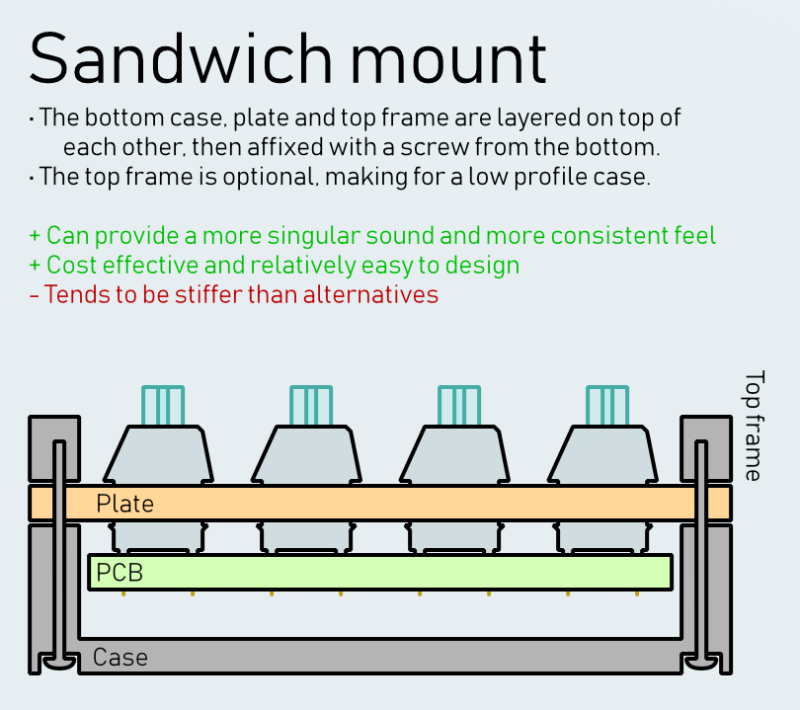 Sandwich mount
· The bottom case, plate and top frame are layered on top of
each other, then affixed with a screw from the bottom.
· The top frame is optional, making for a low profile case.
+ Can provide a more singular sound and more consistent feel
+ Cost effective and relatively easy to design
- Tends to be stiffer than alternatives
Top frame
Plate
PCB
Case